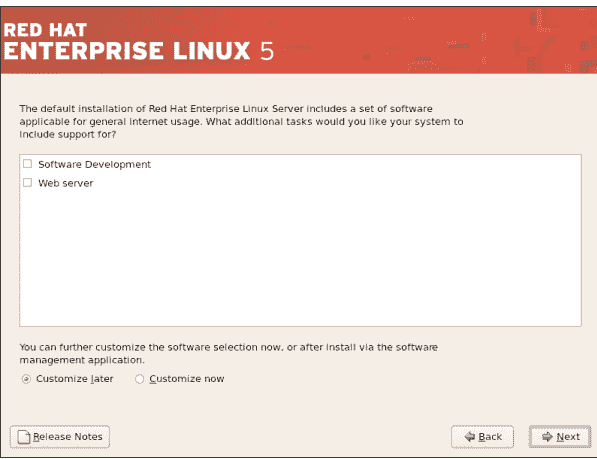 RED HAT
ENTERPRISE LINUX 5
The default installation of Red Hat Enterprise Linux Server includes a set of software
applicable for general internet usage. What additional tasks would you like your system to
include support for?
Software Development
Web server
You can further customize the software selection now, or after install via the software
management application.
Customize later
Customize now
Release Notes
Back
Next